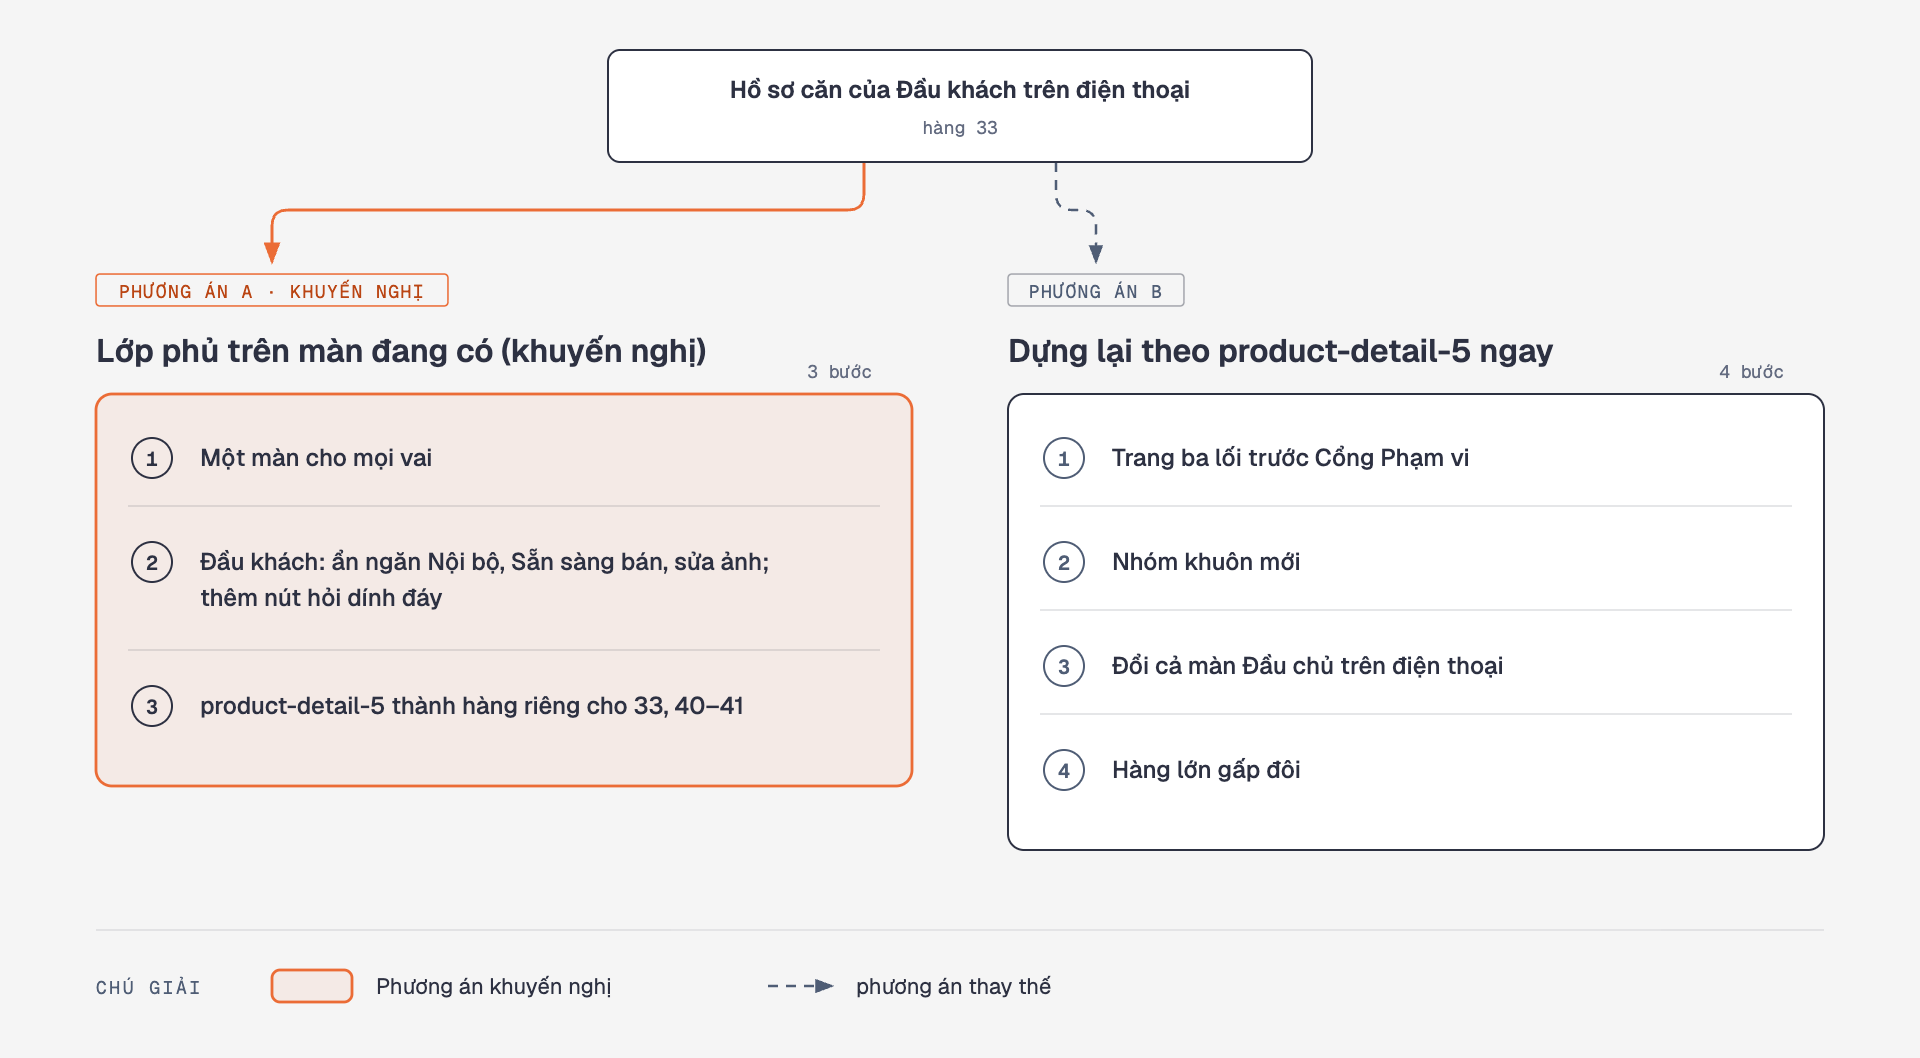 Hồ sơ căn của Đầu khách trên điện thoại
hàng 33
PHƯƠNG ÁN A · KHUYẾN NGHỊ
Lớp phủ trên màn đang có (khuyến nghị)
3 bước
1 Một màn cho mọi vai
2 Đầu khách: ẩn ngăn Nội bộ, Sẵn sàng bán, sửa ảnh;
thêm nút hỏi dính đáy
3 product-detail-5 thành hàng riêng cho 33, 40–41
PHƯƠNG ÁN B
Dựng lại theo product-detail-5 ngay
4 bước
1 Trang ba lối trước Cổng Phạm vi
2 Nhóm khuôn mới
3 Đổi cả màn Đầu chủ trên điện thoại
4 Hàng lớn gấp đôi
CHÚ GIẢI
Phương án khuyến nghị
phương án thay thế